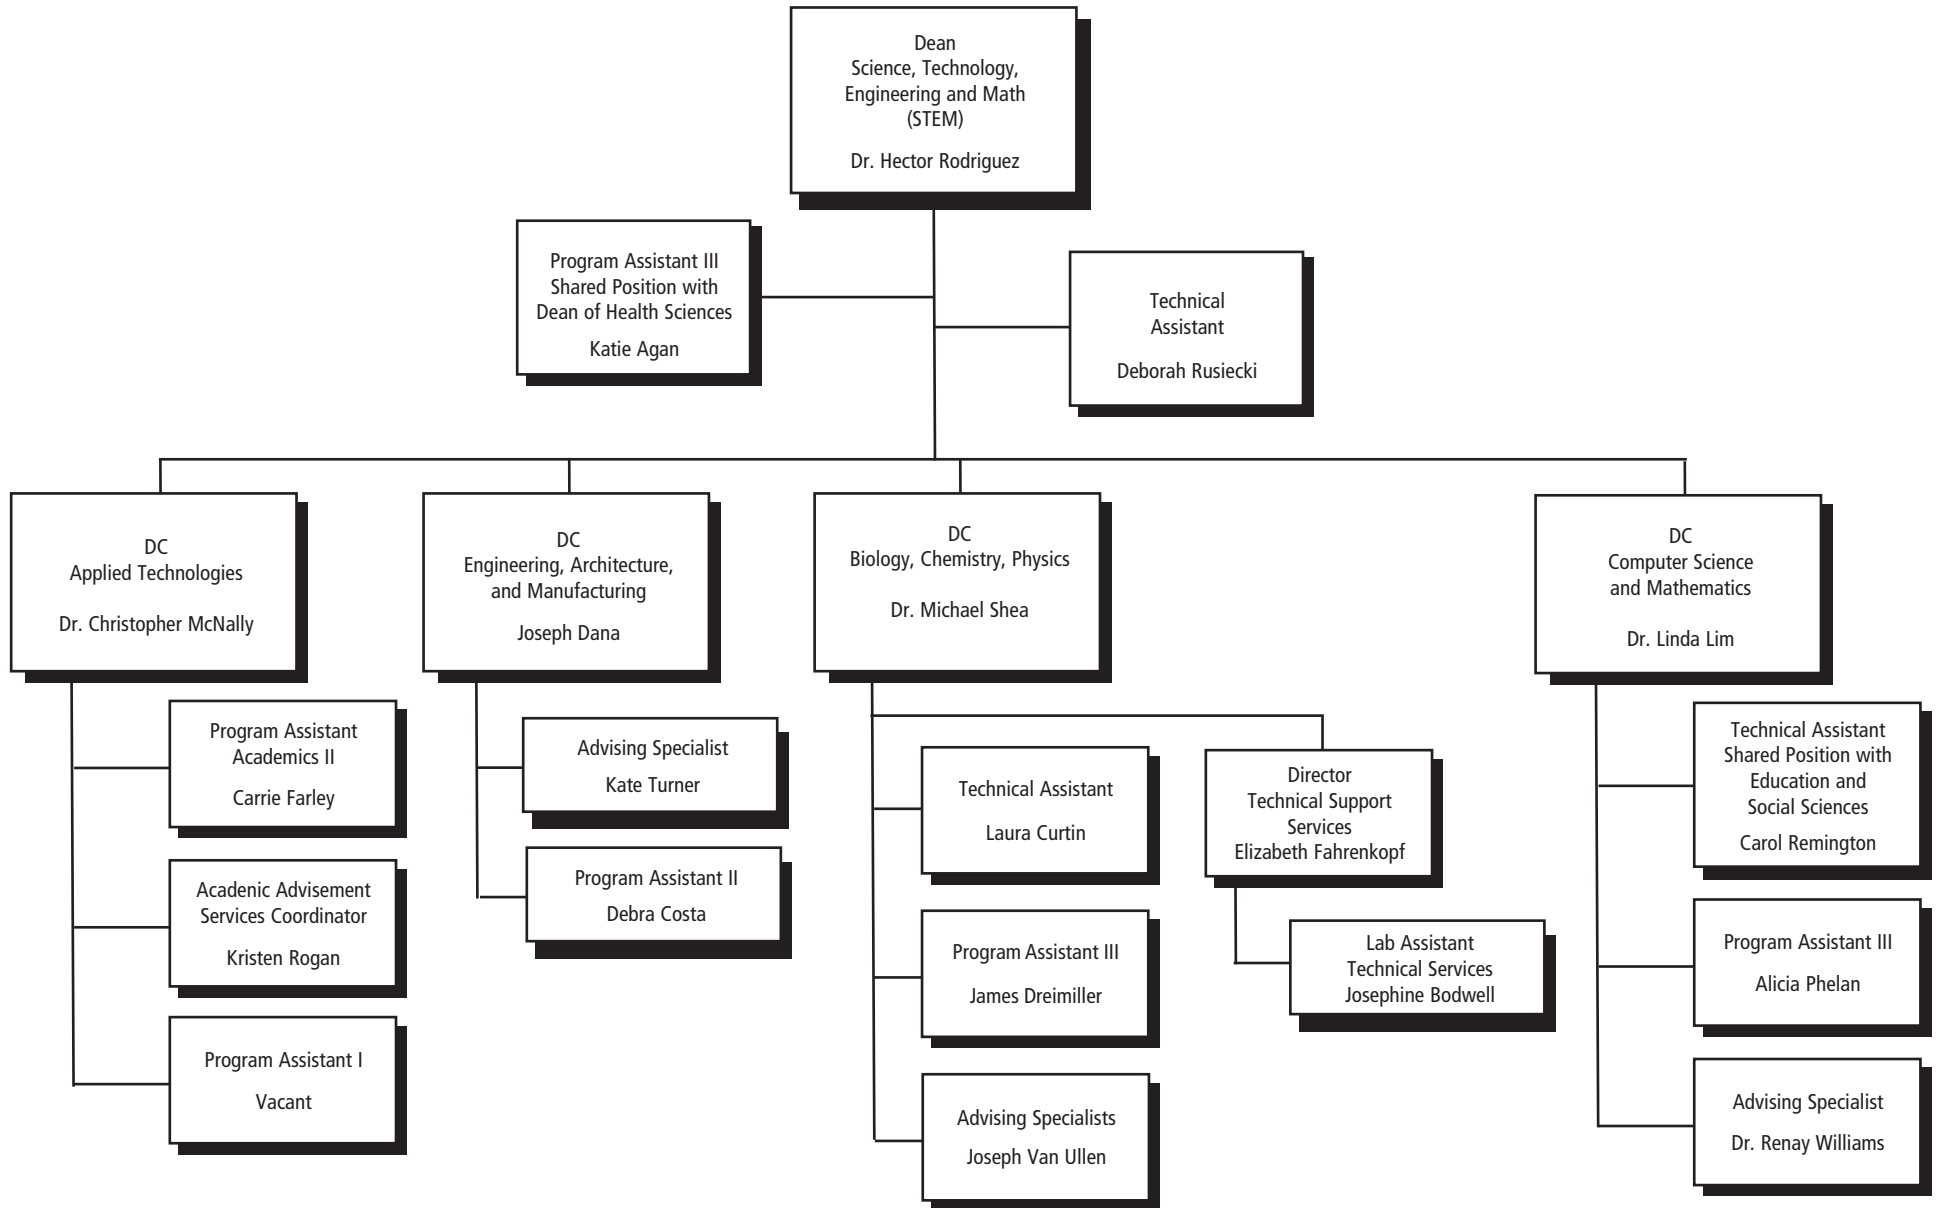 Dean
Science, Technology,
Engineering and Math
(STEM)
Dr. Hector Rodriguez
Program Assistant III
Shared Position with
Dean of Health Sciences
Katie Agan
Technical
Assistant
Deborah Rusiecki
DC
Applied Technologies
Dr. Christopher McNally
DC
Engineering, Architecture,
and Manufacturing
Joseph Dana
DC
Biology, Chemistry, Physics
Dr. Michael Shea
DC
Computer Science
and Mathematics
Dr. Linda Lim
Program Assistant
Academics II
Carrie Farley
Acadenic Advisement
Services Coordinator
Kristen Rogan
Program Assistant I
Vacant
Advising Specialist
Kate Turner
Program Assistant II
Debra Costa
Technical Assistant
Laura Curtin
Program Assistant III
James Dreimiller
Advising Specialists
Joseph Van Ullen
Director
Technical Support
Services
Elizabeth Fahrenkopf
Lab Assistant
Technical Services
Josephine Bodwell
Technical Assistant
Shared Position with
Education and
Social Sciences
Carol Remington
Program Assistant III
Alicia Phelan
Advising Specialist
Dr. Renay Williams